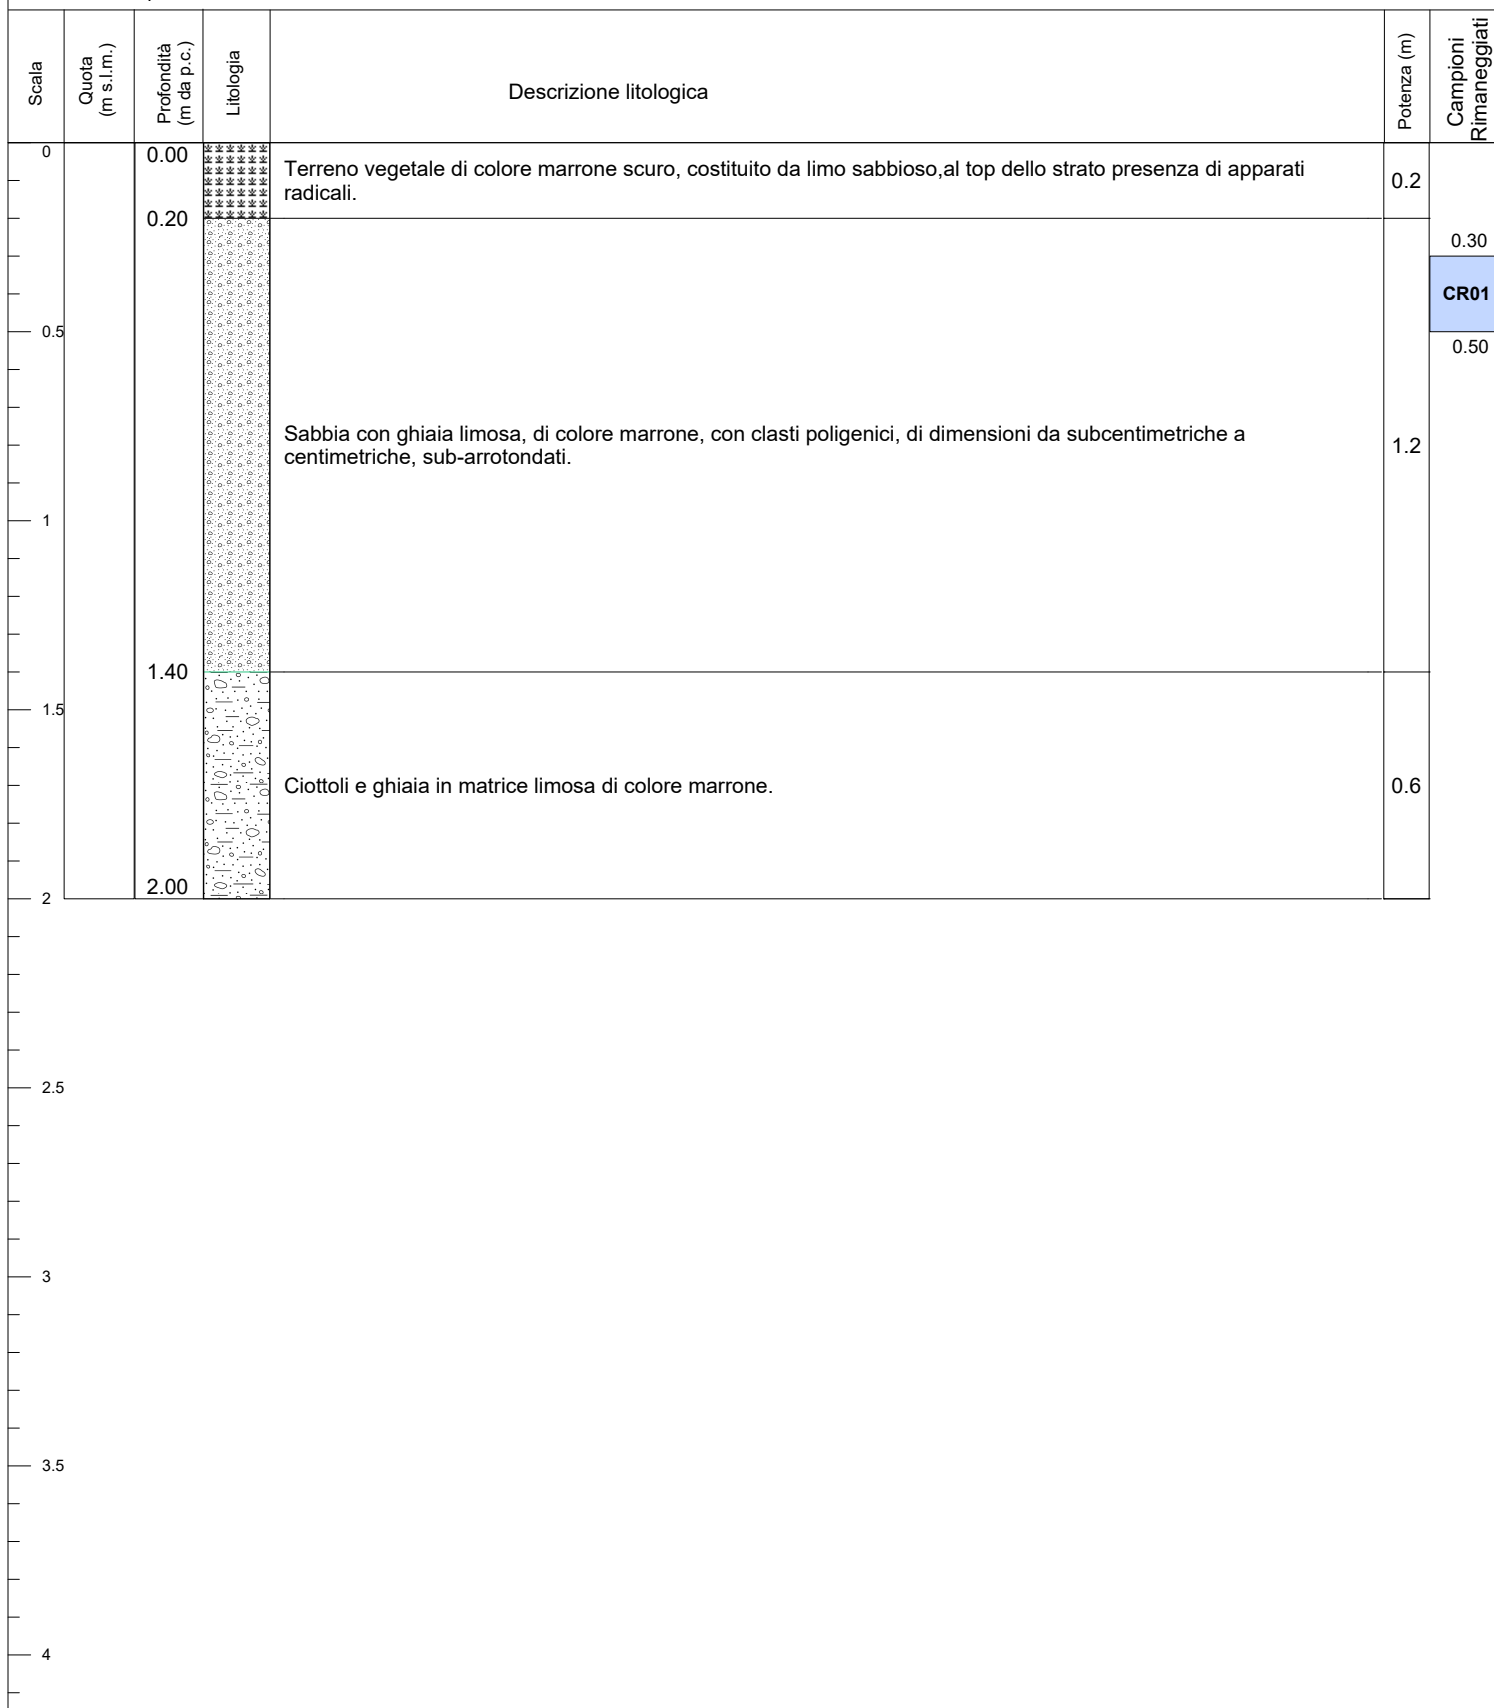 Scala
Quota
(m s.l.m.)
Profondità
(m da p.c.)
Litologia
Descrizione litologica
Potenza (m)
Campioni
Rimaneggiati
0
0.00
Terreno vegetale di colore marrone scuro, costituito da limo sabbioso,al top dello strato presenza di apparati
radicali.
0.2
0.20
0.30
CR01
0.5
0.50
Sabbia con ghiaia limosa, di colore marrone, con clasti poligenici, di dimensioni da subcentimetriche a
centimetriche, sub-arrotondati.
1.2
1
1.40
1.5
Ciottoli e ghiaia in matrice limosa di colore marrone.
0.6
2.00
2
2.5
3
3.5
4